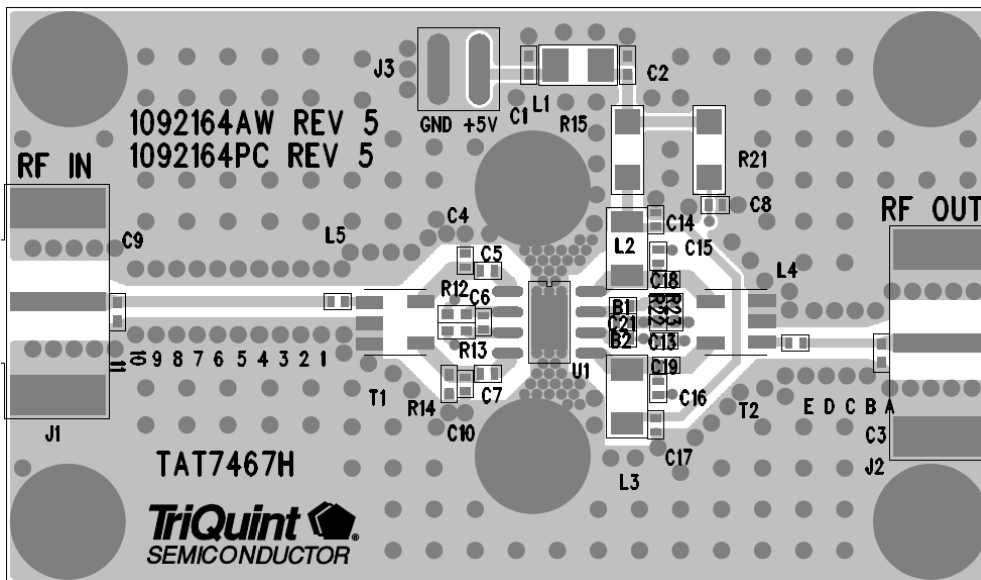 J3
C2
C1
L1
GND +5V
R15
1092164AW REV 5
1092164PC REV 5
R21
RF IN
C8
RF OUT
C4
C14
C9
L5
L2
C15
C5
C18
L4
R12
C6
B1
R22
R23
C21
R13
B2
C13
11 10 9 8 7 6 5 4 3 2 1
U1
C19
T1
C7
C16
R14
T2
E D C B A
C10
J1
C3
C17
J2
TAT7467H
L3
TriQuint
SEMICONDUCTOR